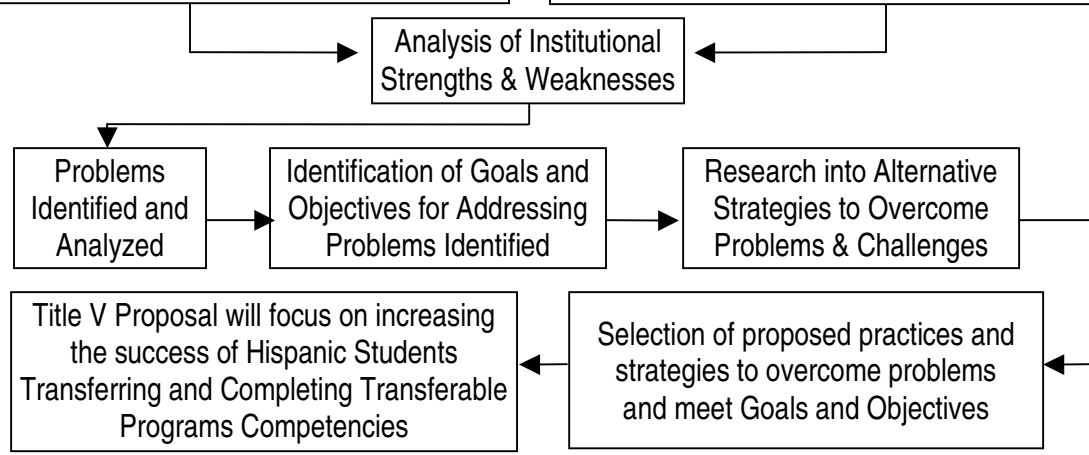 Analysis of Institutional
Strengths & Weaknesses
Problems
Identified and
Analyzed
Identification of Goals and
Objectives for Addressing
Problems Identified
Research into Alternative
Strategies to Overcome
Problems & Challenges
Title V Proposal will focus on increasing
the success of Hispanic Students
Transferring and Completing Transferable
Programs Competencies
Selection of proposed practices and
strategies to overcome problems
and meet Goals and Objectives